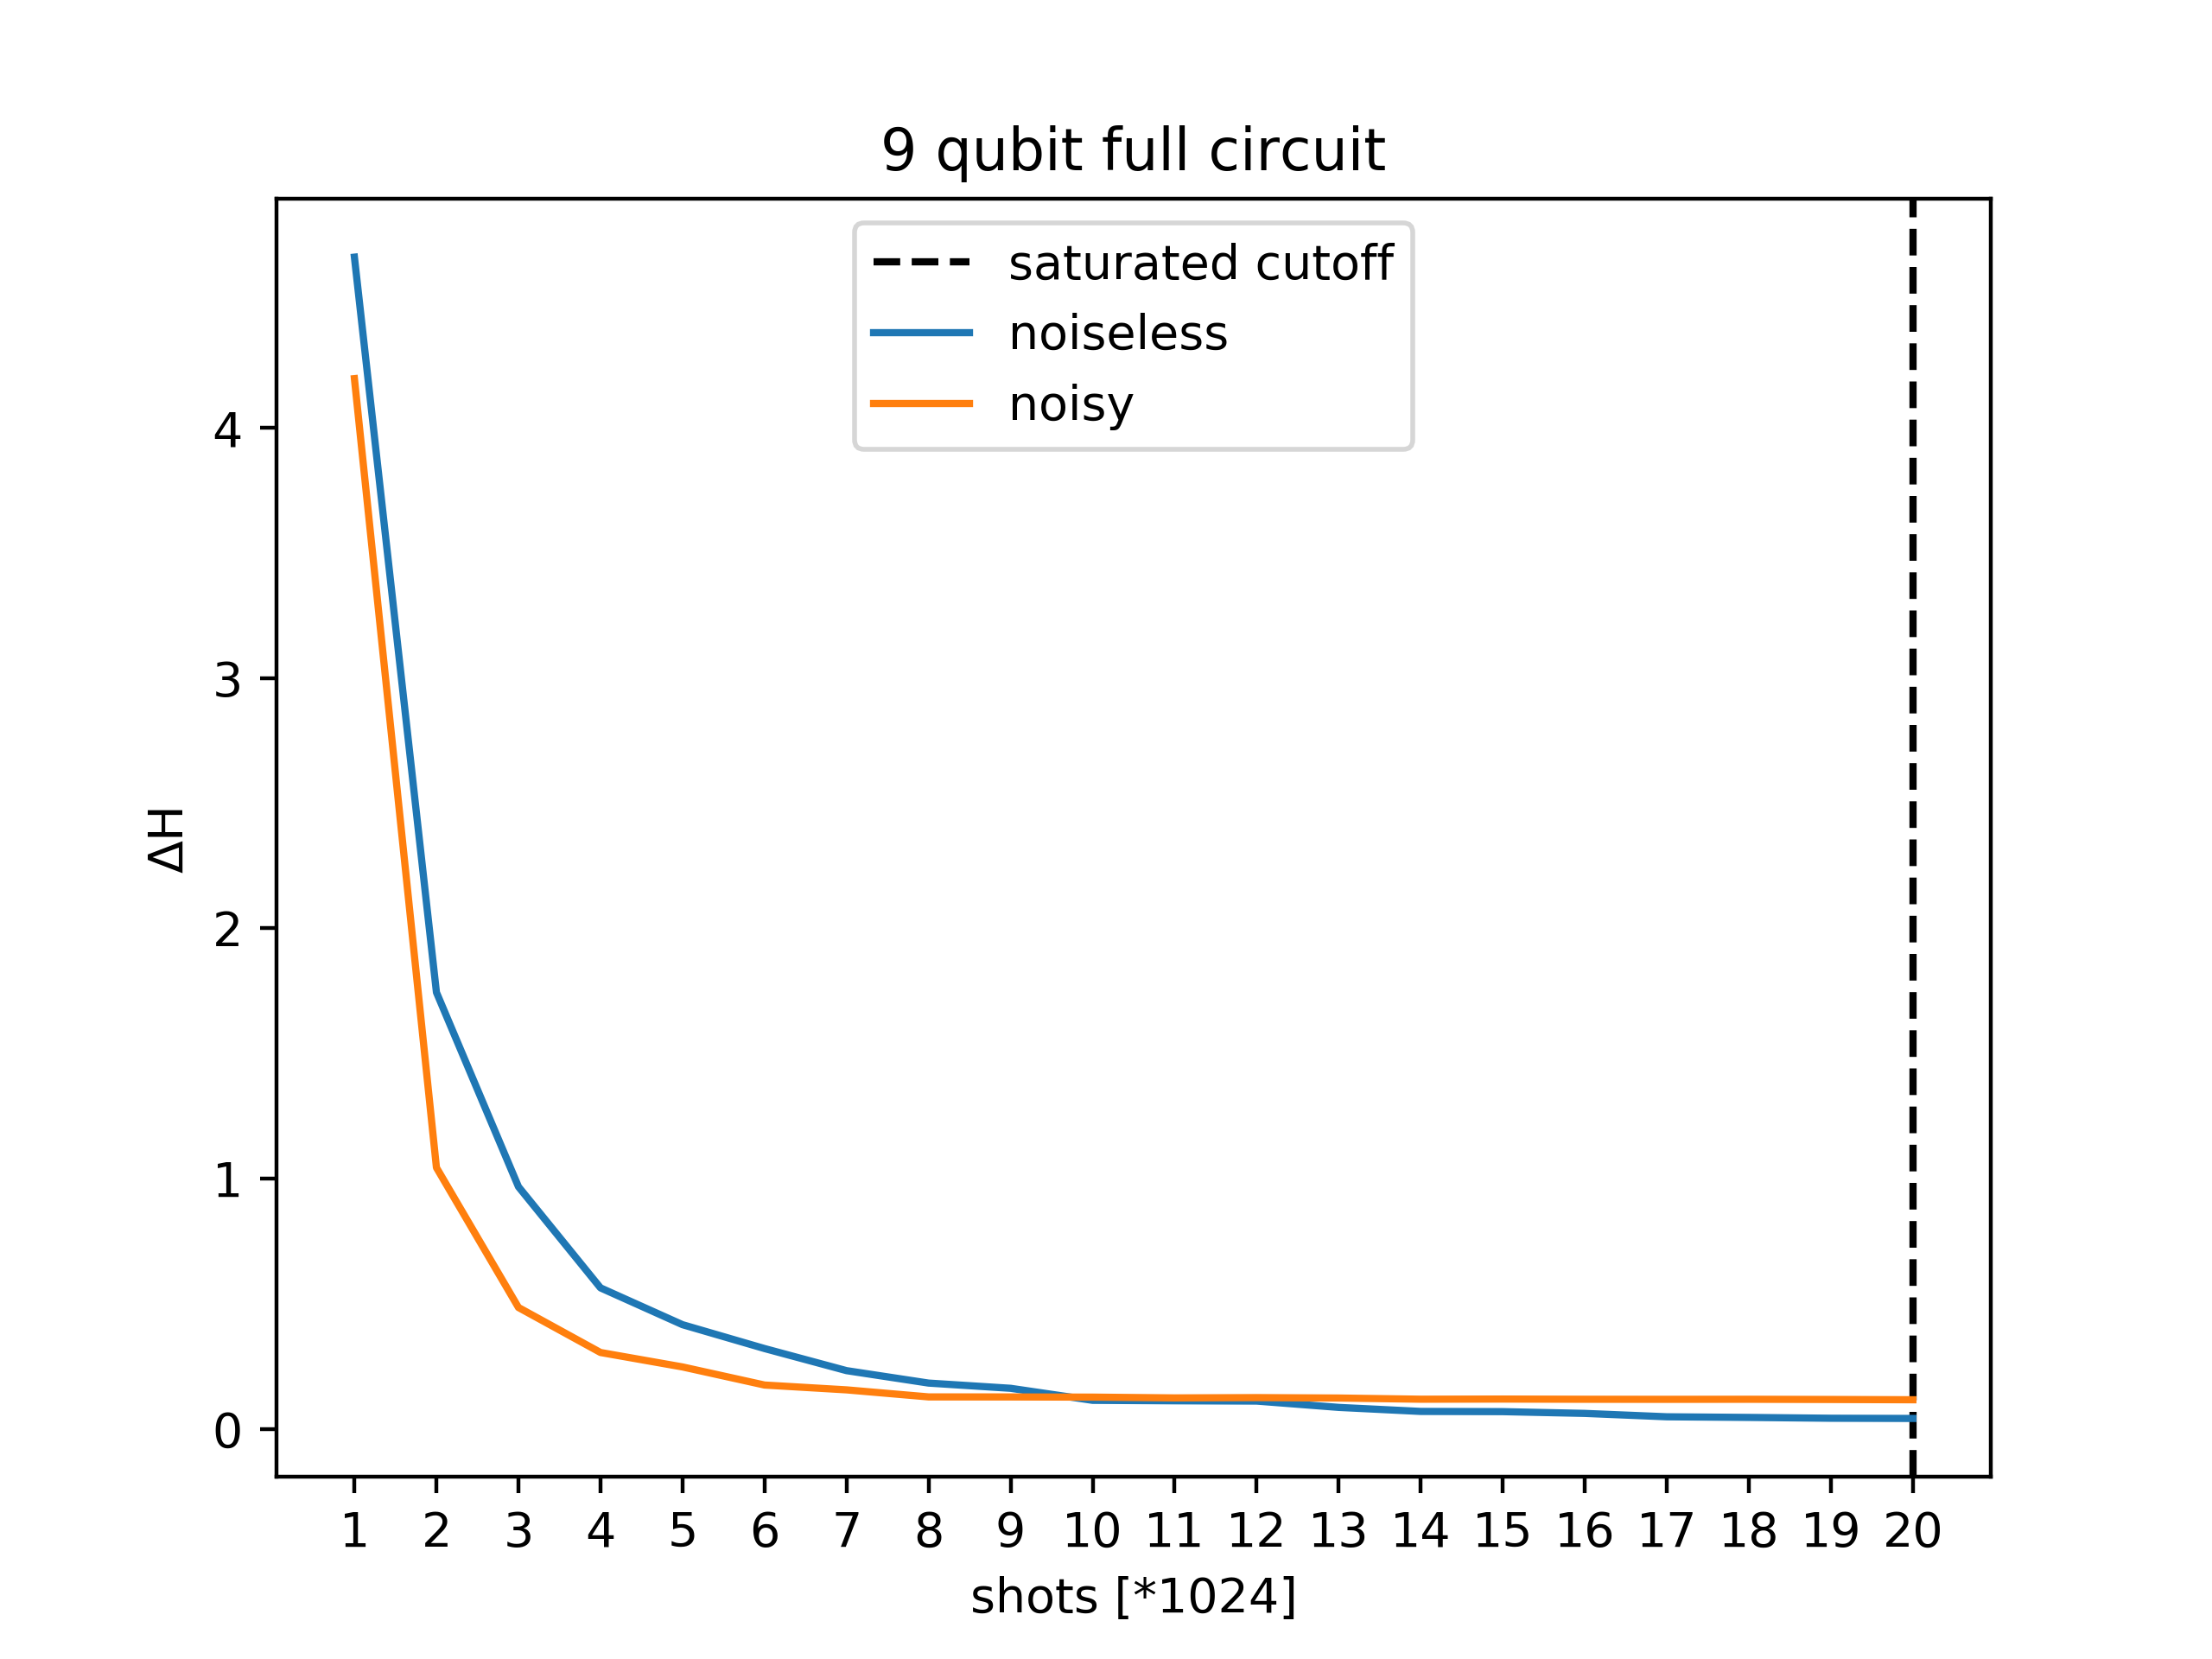 9 qubit full circuit
saturated cutoff
noiseless
noisy
4
3
2
1
0
ΔH
1 2 3 4 5 6 7 8 9 10 11 12 13 14 15 16 17 18 19 20
shots [*1024]